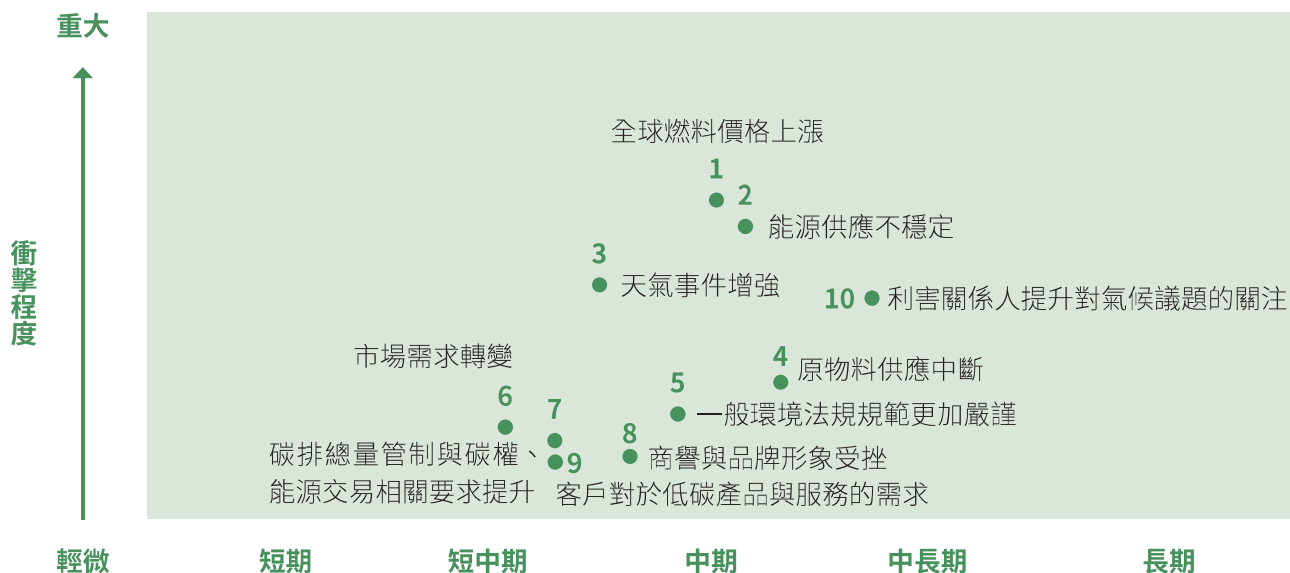 重大
衝擊程度
全球燃料價格上漲
1
2
能源供應不穩定
3
天氣事件增強
10
利害關係人提升對氣候議題的關注
市場需求轉變
4
原物料供應中斷
5
一般環境法規規範更加嚴謹
6
7
8
商譽與品牌形象受挫
碳排總量管制與碳權、
能源交易相關要求提升
9
客戶對於低碳產品與服務的需求
輕微
短期
短中期
中期
中長期
長期